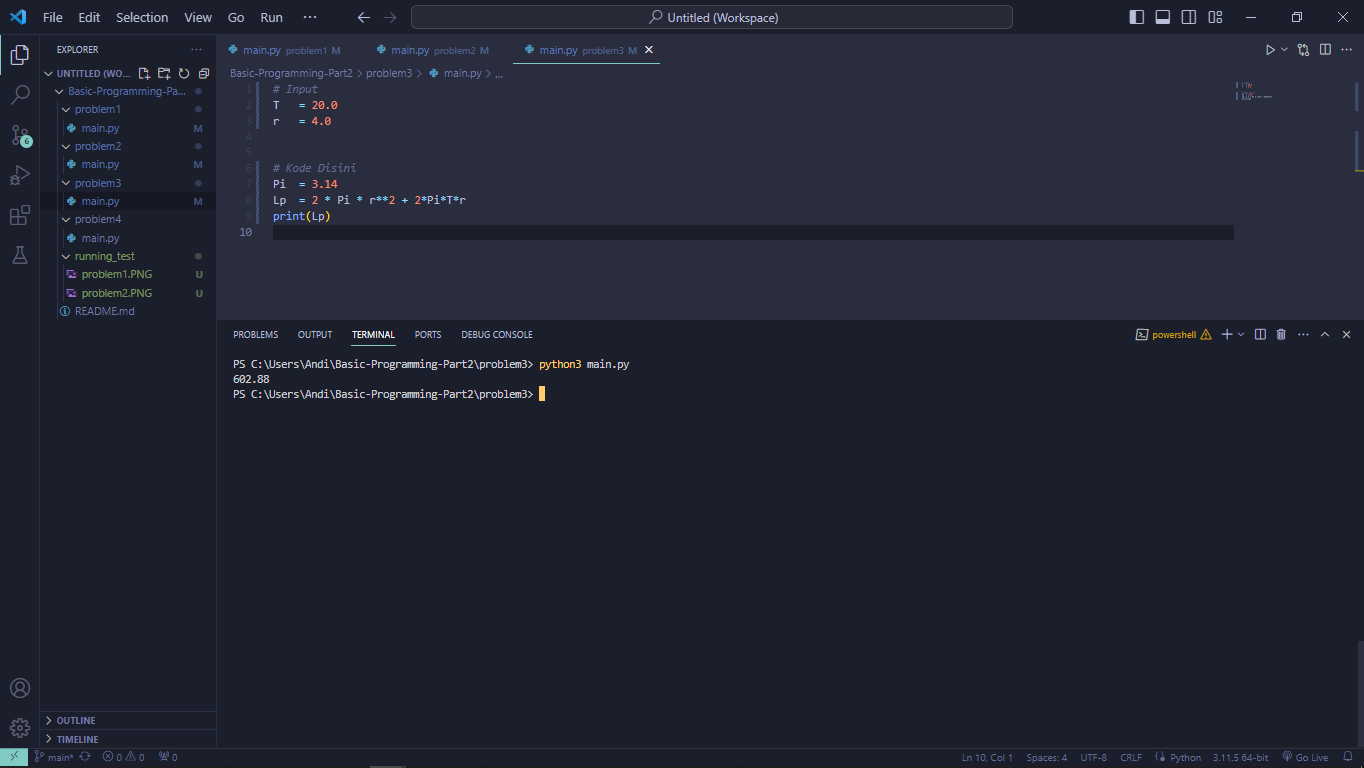 File Edit Selection View Go Run ··· Untitled (Workspace)
EXPLORER ···
UNTITLED (WO...
Basic-Programming-Pa...
problem1
main.py M
problem2
main.py M
problem3
main.py M
problem4
main.py
running_test
problem1.PNG U
problem2.PNG U
README.md
OUTLINE
TIMELINE
6
main.py problem1 M main.py problem2 M main.py problem3 M
Basic-Programming-Part2 > problem3 > main.py > ...
1 # Input
2 T = 20.0
3 r = 4.0
4
5
6 # Kode Disini
7 Pi = 3.14
8 Lp = 2 * Pi * r**2 + 2*Pi*T*r
9 print(Lp)
10
PROBLEMS OUTPUT TERMINAL PORTS DEBUG CONSOLE powershell
PS C:\Users\Andi\Basic-Programming-Part2\problem3> python3 main.py
602.88
PS C:\Users\Andi\Basic-Programming-Part2\problem3>
main* 0 0 0 Ln 10, Col 1 Spaces: 4 UTF-8 CRLF Python 3.11.5 64-bit Go Live